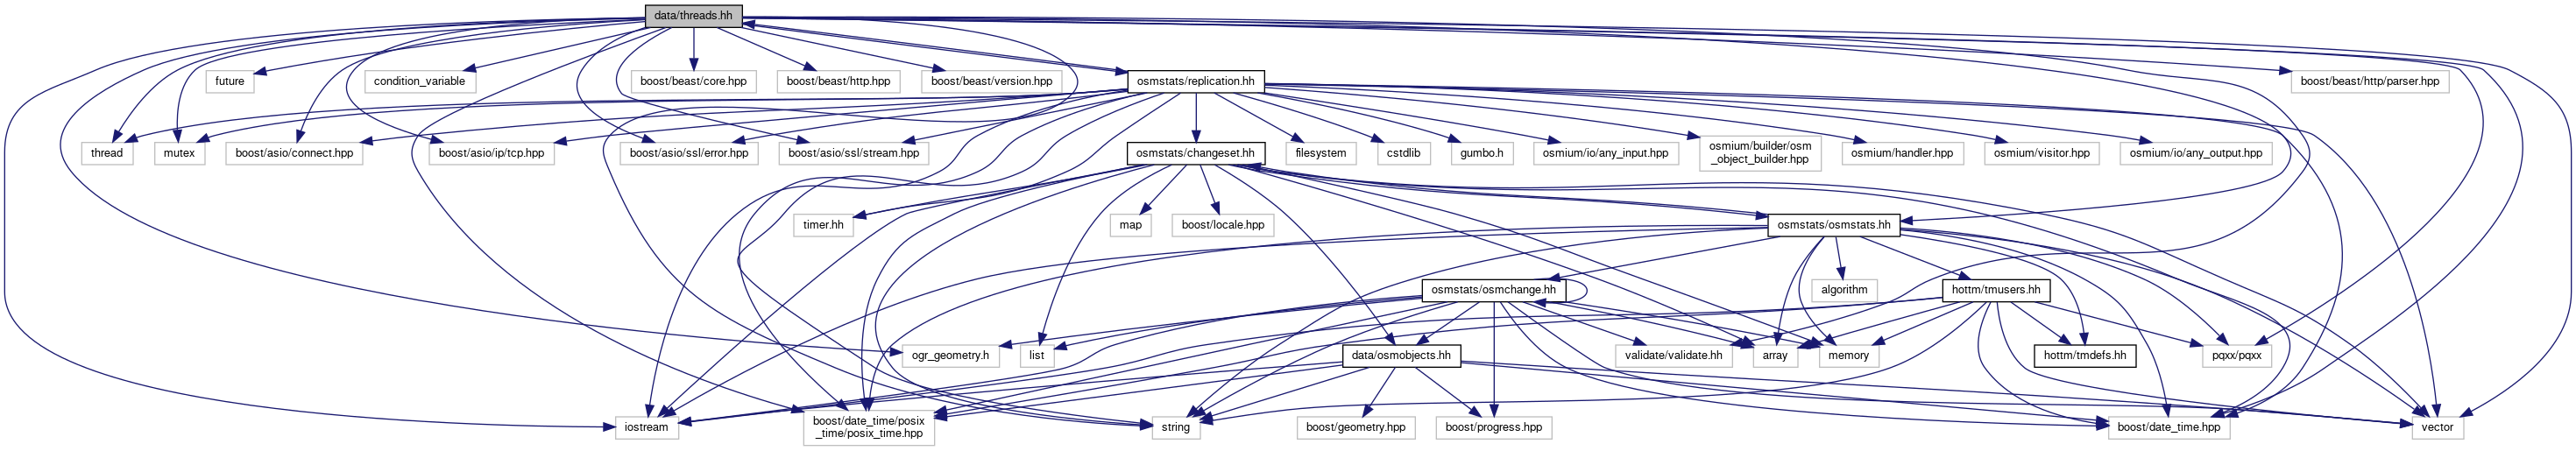 data/threads.hh
future
condition_variable
boost/beast/core.hpp
boost/beast/http.hpp
boost/beast/version.hpp
osmstats/replication.hh
boost/beast/http/parser.hpp
thread
mutex
boost/asio/connect.hpp
boost/asio/ip/tcp.hpp
boost/asio/ssl/error.hpp
boost/asio/ssl/stream.hpp
osmstats/changeset.hh
filesystem
cstdlib
gumbo.h
osmium/io/any_input.hpp
osmium/builder/osm
_object_builder.hpp
osmium/handler.hpp
osmium/visitor.hpp
osmium/io/any_output.hpp
timer.hh
map
boost/locale.hpp
osmstats/osmstats.hh
osmstats/osmchange.hh
algorithm
hottm/tmusers.hh
ogr_geometry.h
list
data/osmobjects.hh
validate/validate.hh
array
memory
hottm/tmdefs.hh
pqxx/pqxx
iostream
boost/date_time/posix
_time/posix_time.hpp
string
boost/geometry.hpp
boost/progress.hpp
boost/date_time.hpp
vector